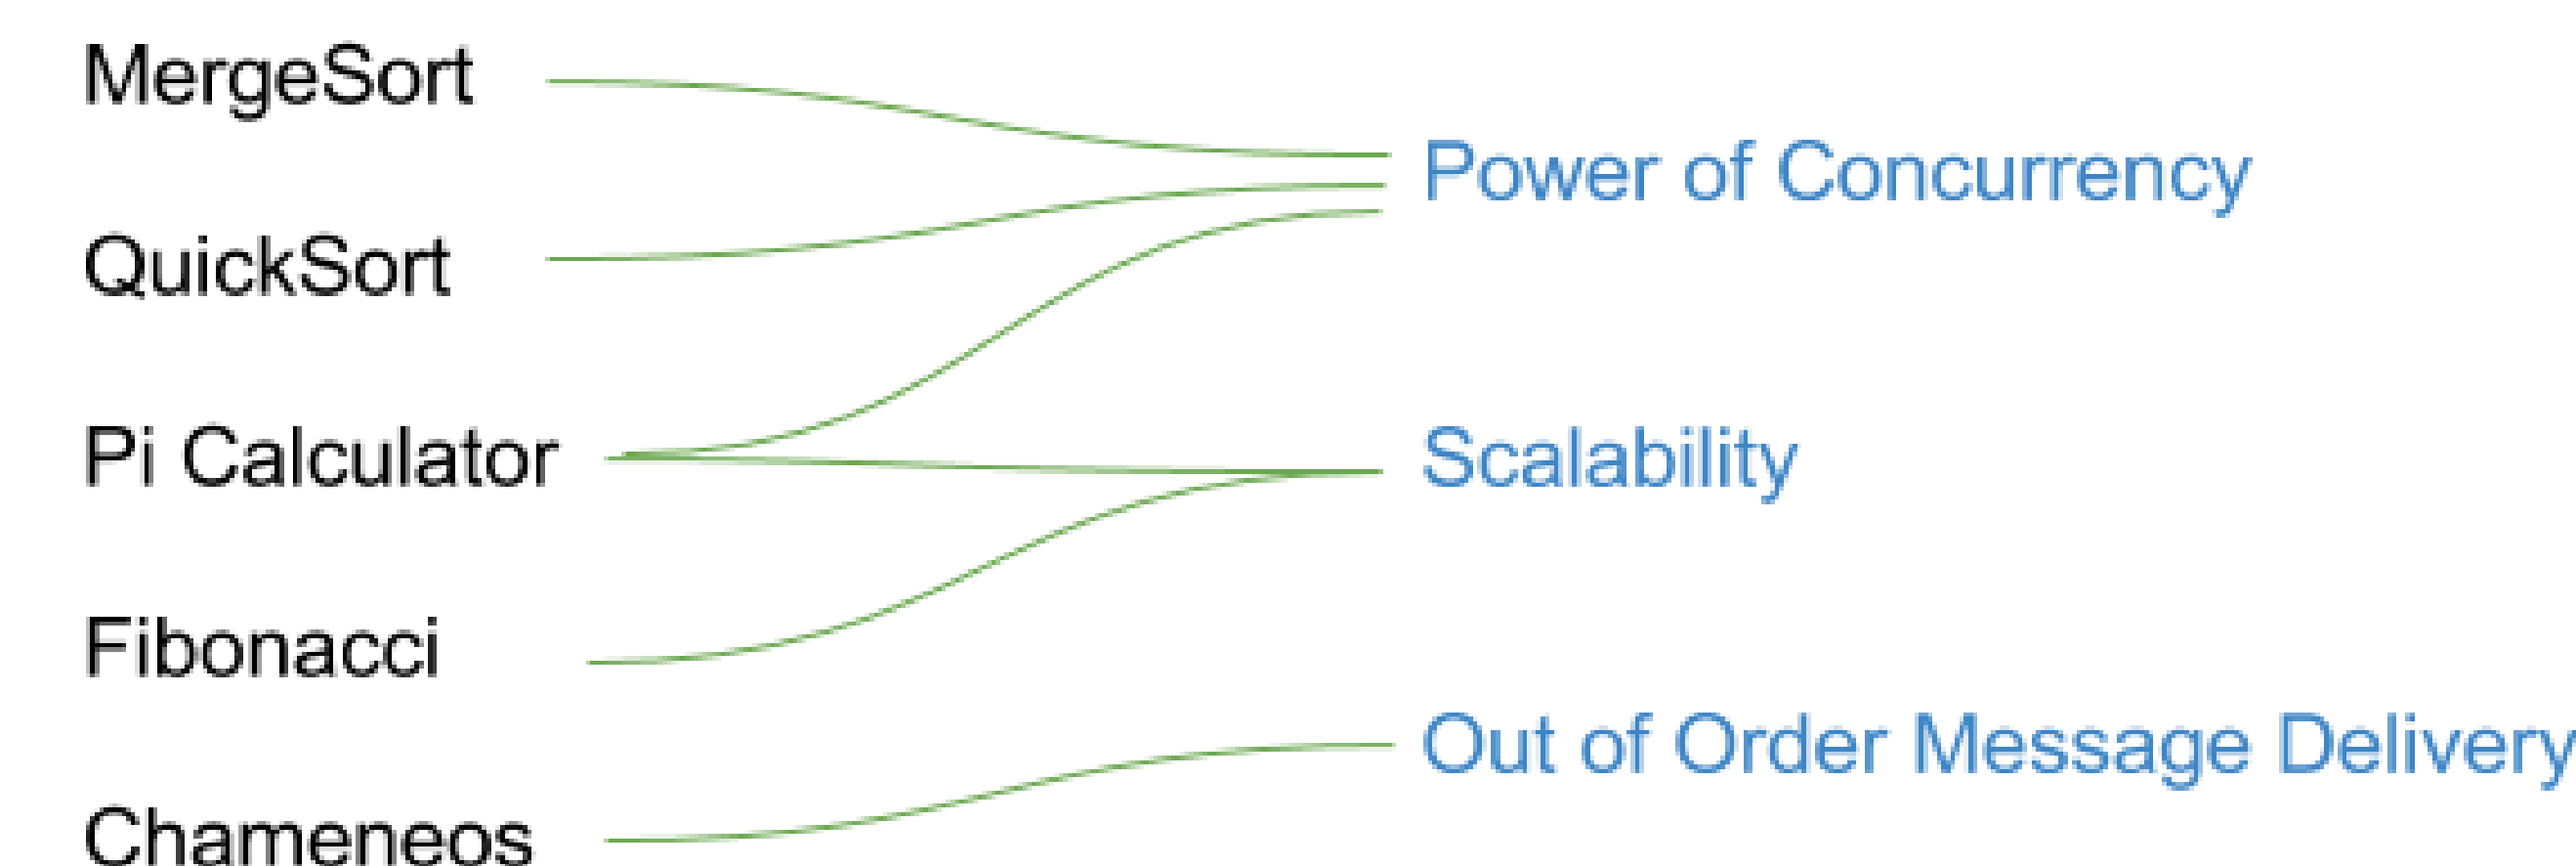 MergeSort
QuickSort
Pi Calculator
Fibonacci
Chameneos
Power of Concurrency
Scalability
Out of Order Message Delivery